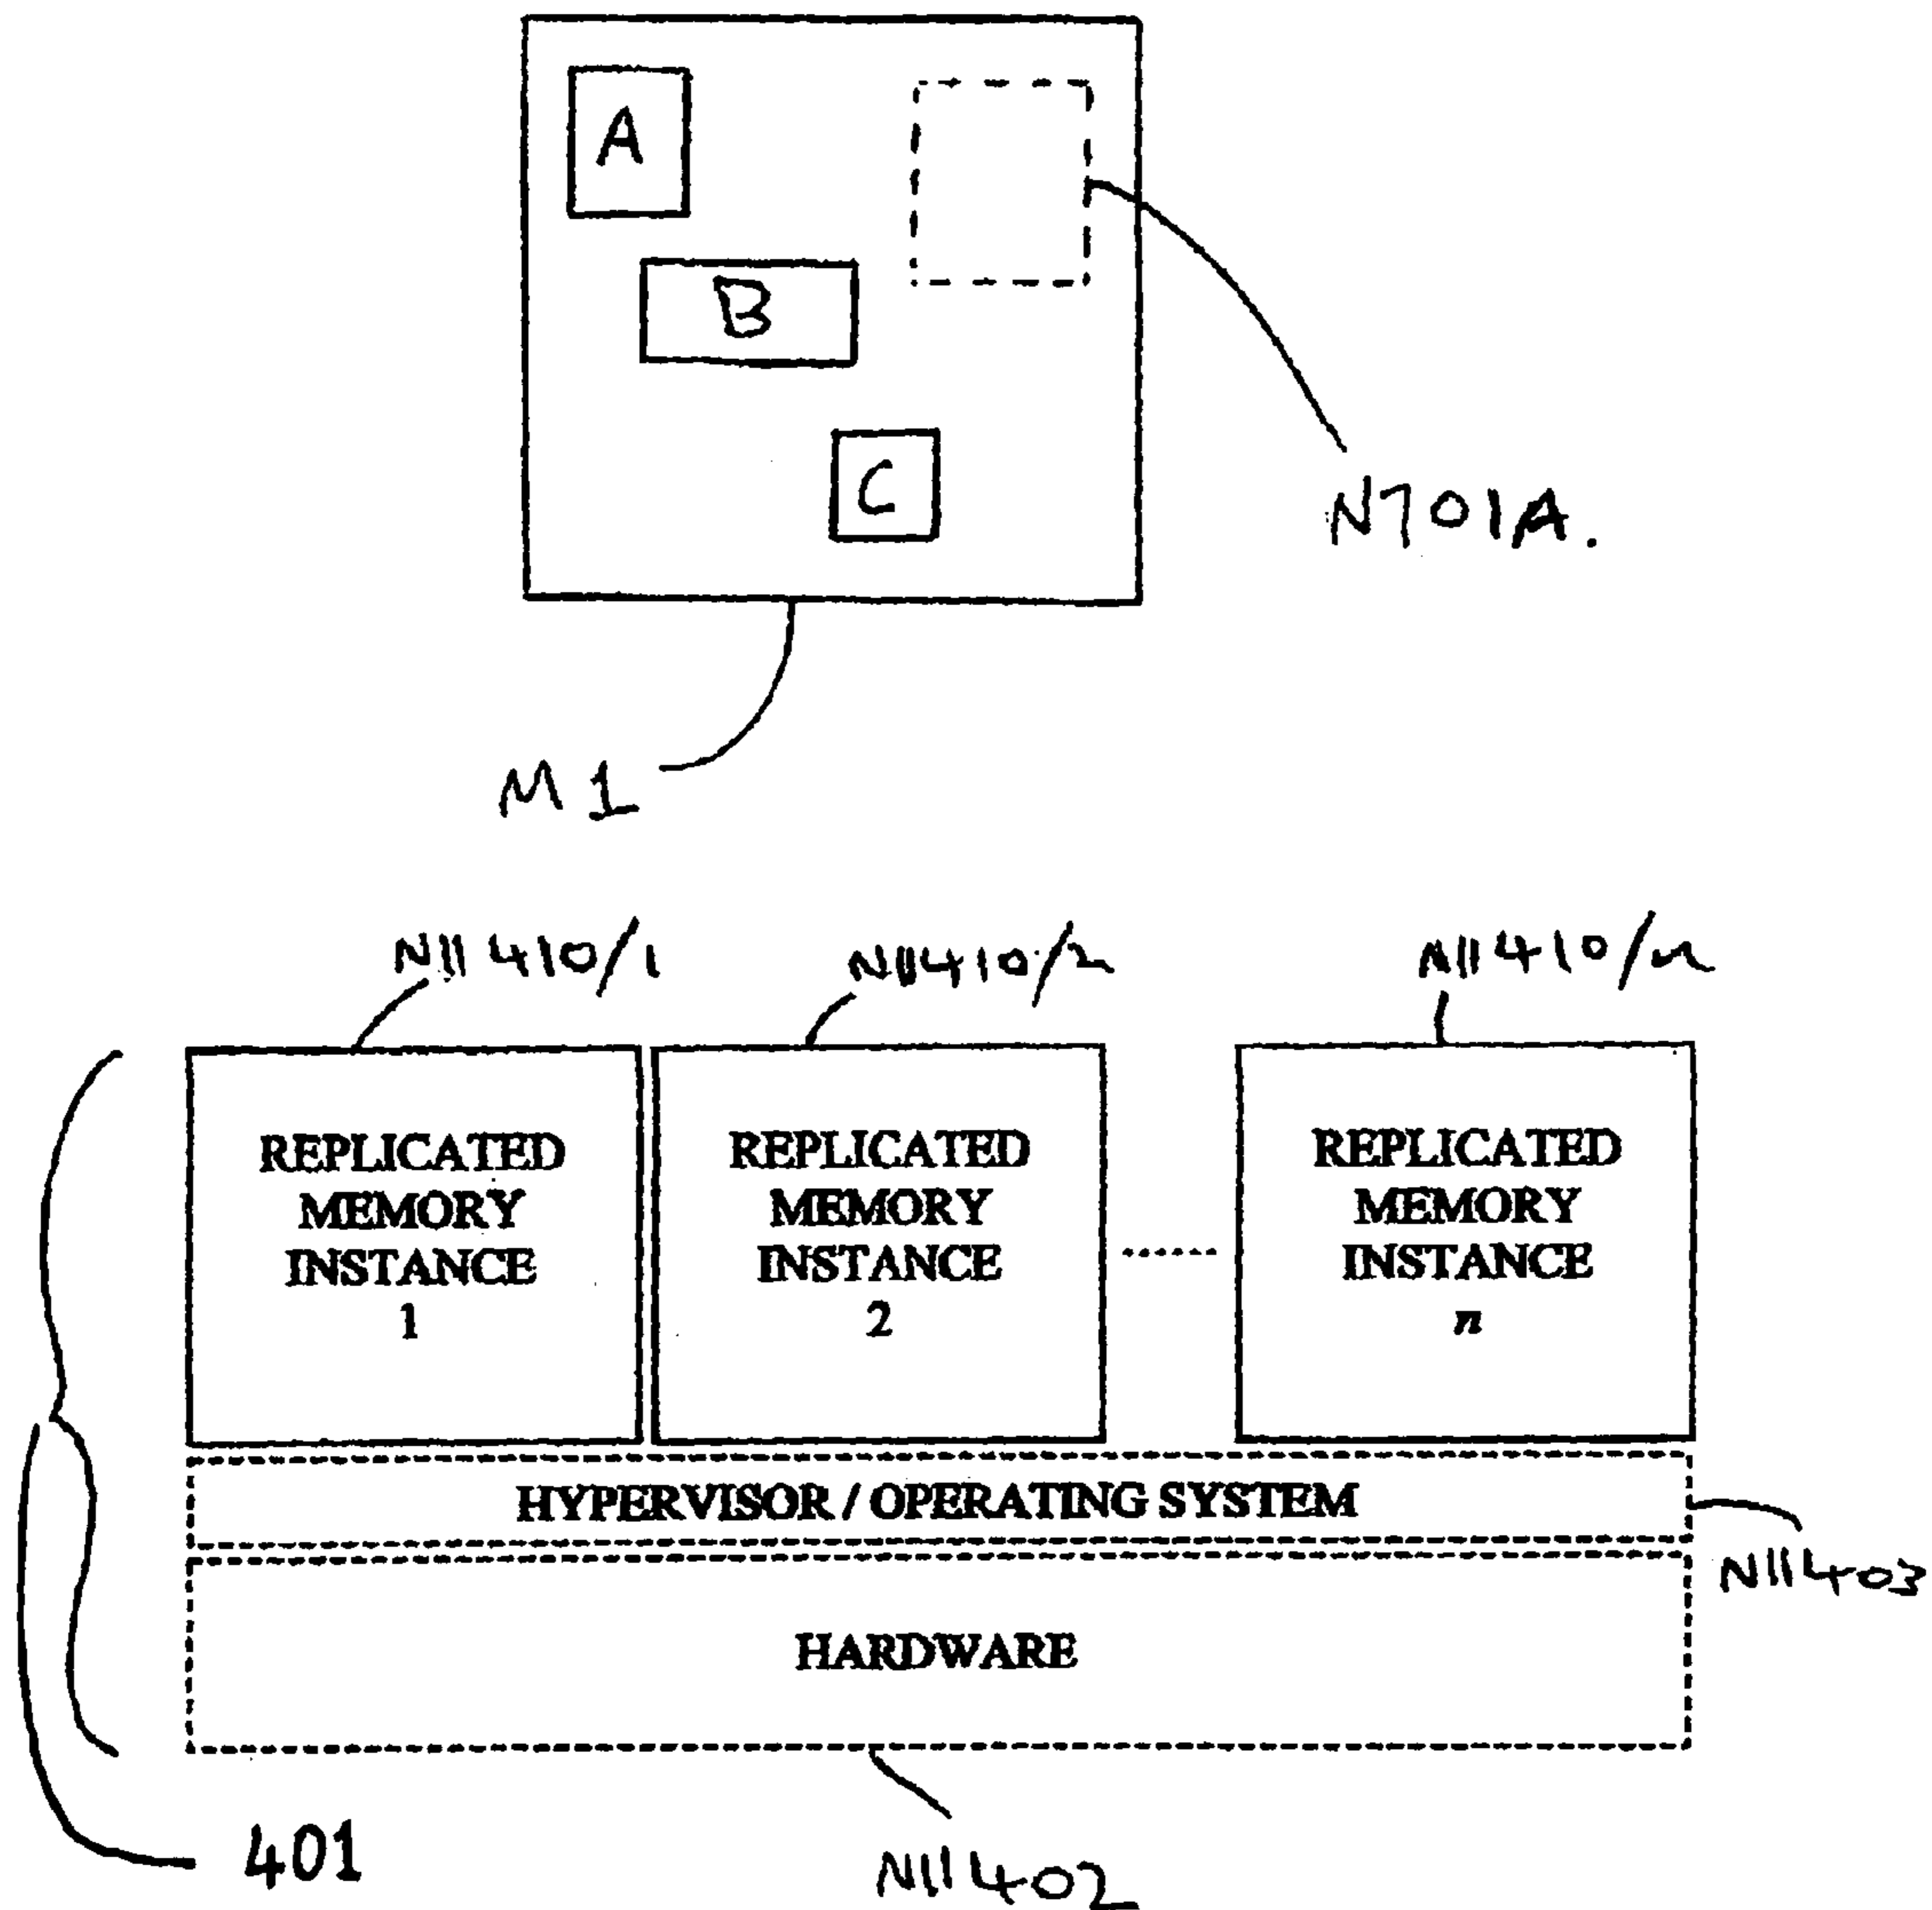 A
B
C
N701A.
M1
N11410/1
N11410/2
N11410/n
REPLICATED
MEMORY
INSTANCE
1
REPLICATED
MEMORY
INSTANCE
2
REPLICATED
MEMORY
INSTANCE
n
HYPERVISOR / OPERATING SYSTEM
N11403
HARDWARE
401
N11402